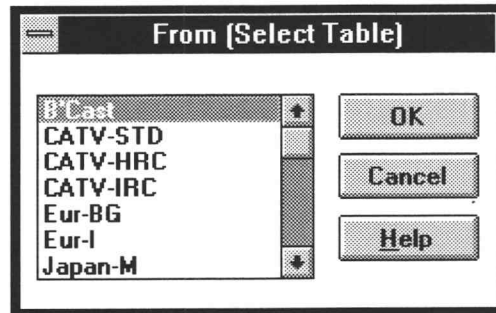 From (Select Table)
B'Cast
CATV-STD
CATV-HRC
CATV-IRC
Eur-BG
Eur-I
Japan-M
OK
Cancel
Help